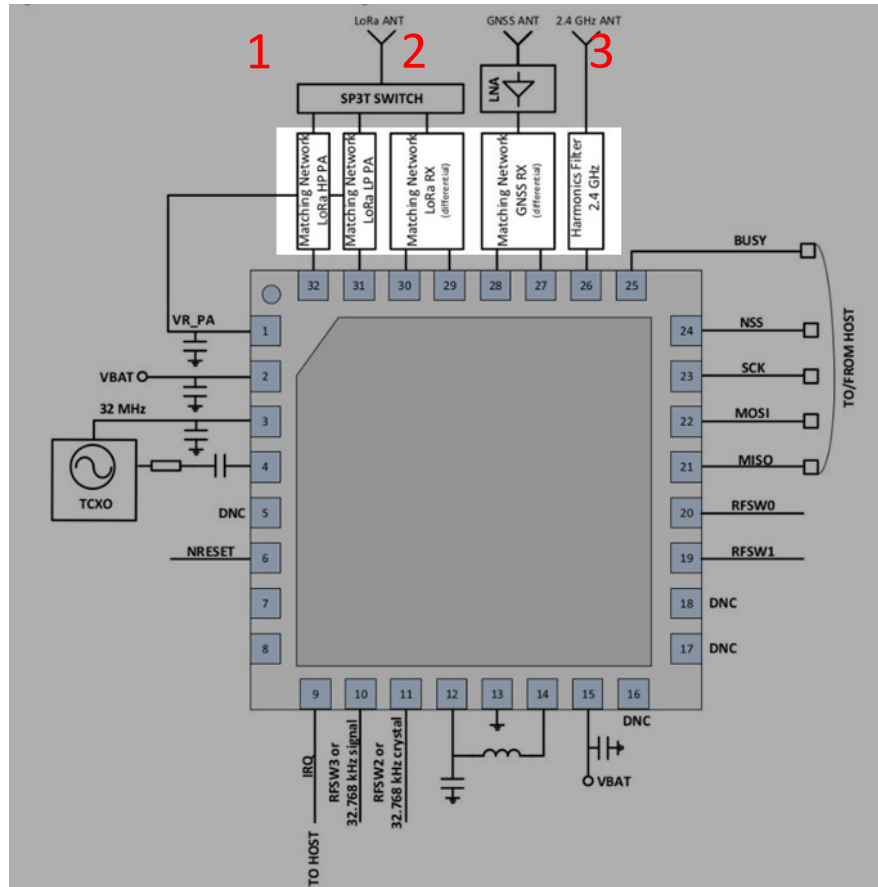 LoRa ANT
GNSS ANT
2.4 GHz ANT
1
2
3
SP3T SWITCH
LNA
Matching Network
LoRa HP PA
Matching Network
LoRa LP PA
Matching Network
LoRa RX
(differential)
Matching Network
GNSS RX
(differential)
Harmonics Filter
2.4 GHz
BUSY
32
31
30
29
28
27
26
25
VR_PA
1
24
NSS
VBAT
2
23
SCK
32 MHz
3
22
MOSI
TCXO
4
21
MISO
TO/FROM HOST
DNC
5
20
RFSW0
NRESET
6
19
RFSW1
7
18
DNC
8
17
DNC
9
10
11
12
13
14
15
16
DNC
IRQ
TO HOST
RFSW3 or
32.768 kHz signal
RFSW2 or
32.768 kHz crystal
VBAT